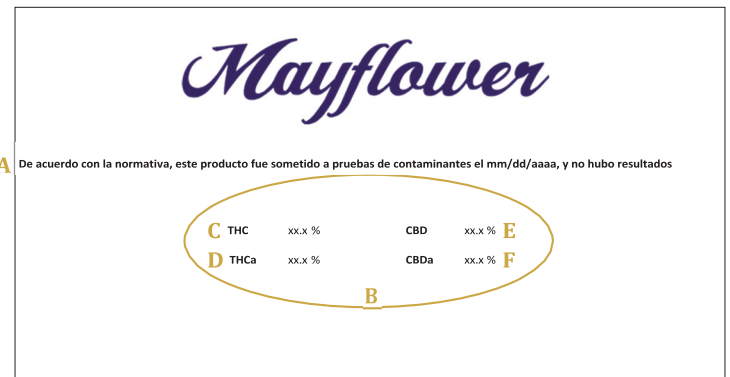 Mayflower
A De acuerdo con la normativa, este producto fue sometido a pruebas de contaminantes el mm/dd/aaaa, y no hubo resultados
C THC xx.x % CBD xx.x % E
D THCa xx.x % CBDa xx.x % F
B